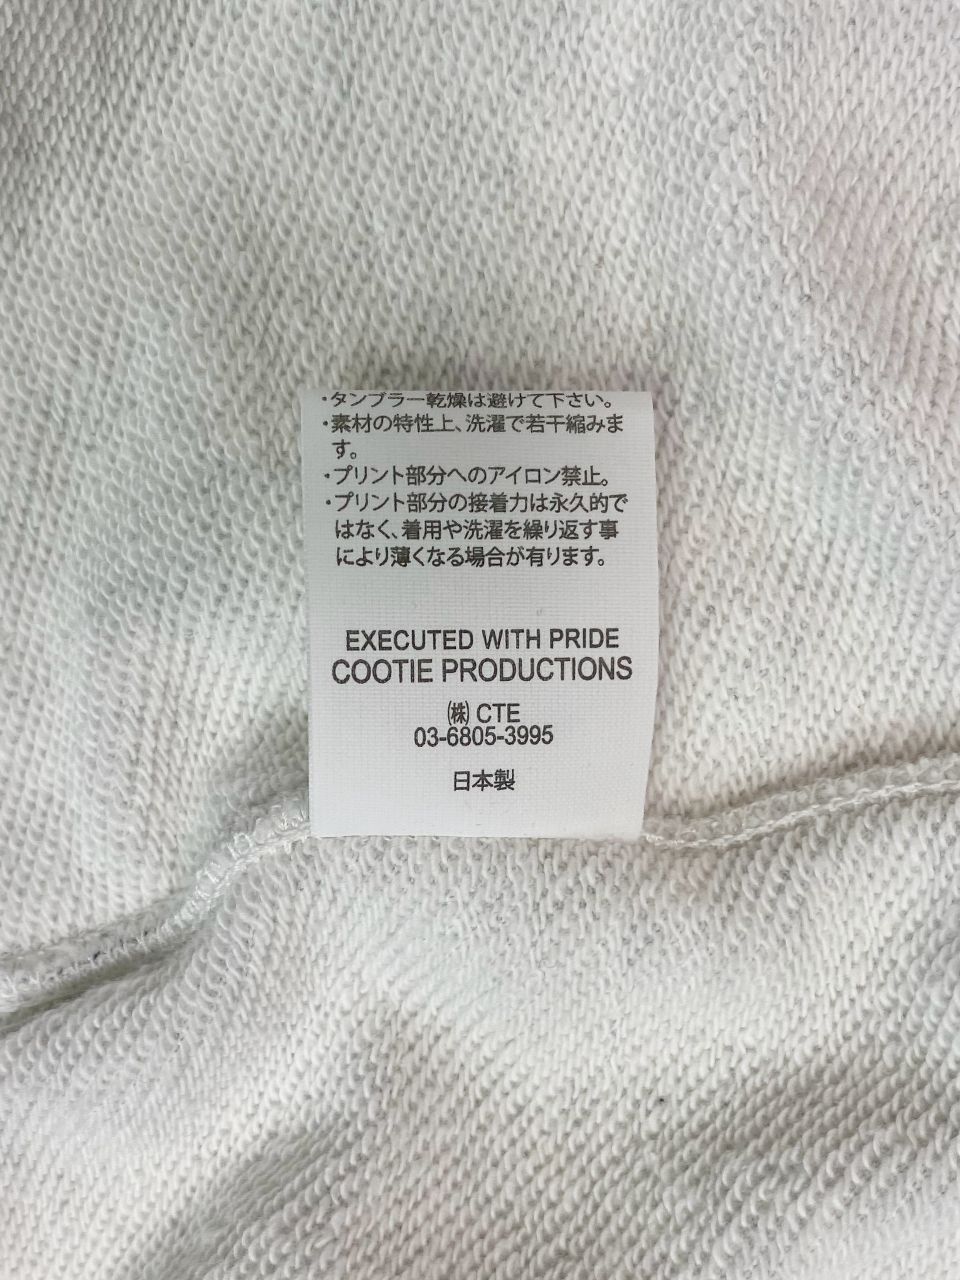 ・タンブラー乾燥は避けて下さい。
・素材の特性上、洗濯で若干縮みま
す。
・プリント部分へのアイロン禁止。
・プリント部分の接着力は永久的で
はなく、着用や洗濯を繰り返す事
により薄くなる場合が有ります。
EXECUTED WITH PRIDE
COOTIE PRODUCTIONS
㈱ CTE
03-6805-3995
日本製